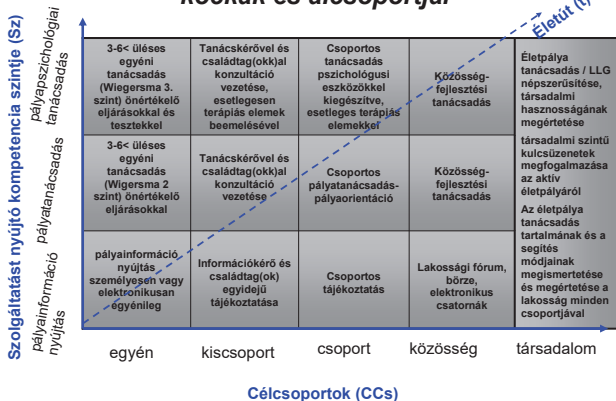 kockák és alcsoportjai
Életút (t)
Szolgáltatást nyújtó kompetencia szintje (Sz)
pályapszichológiai
tanácsadás
3-6< üléses
egyéni
tanácsadás
(Wiegersma 3.
szint) önértékelő
eljárásokkal és
tesztekkel
Tanácskérővel és
családtag(okk)al
konzultáció
vezetése,
esetlegesen
terápiás elemek
beemelésével
Csoportos
tanácsadás
pszichológusi
eszközökkel
kiegészítve,
esetleges terápiás
elemekkel
Közösség-
fejlesztési
tanácsadás
Életpálya
tanácsadás / LLG
népszerűsítése,
társadalmi
hasznosságának
megértetése
társadalmi szintű
kulcsüzenetek
megfogalmazása
az aktív
életpályáról
Az életpálya
tanácsadás
tartalmának és a
segítés
módjainak
megismertetése
és megértetése a
lakosság minden
csoportjával
pályatanácsadás
3-6< üléses
egyéni
tanácsadás
(Wigersma 2
szint) önértékelő
eljárásokkal
Tanácskérővel és
családtag(okk)al
konzultáció
vezetése
Csoportos
pályatanácsadás-
pályaorientáció
Közösség-
fejlesztési
tanácsadás
pályainformáció
nyújtás
pályainformáció
nyújtás
személyesen vagy
elektronikusan
egyénileg
Információkérő és
családtag(ok)
egyidejű
tájékoztatása
Csoportos
tájékoztatás
Lakossági fórum,
börze,
elektronikus
csatornák
egyén
kiscsoport
csoport
közösség
társadalom
Célcsoportok (CCs)